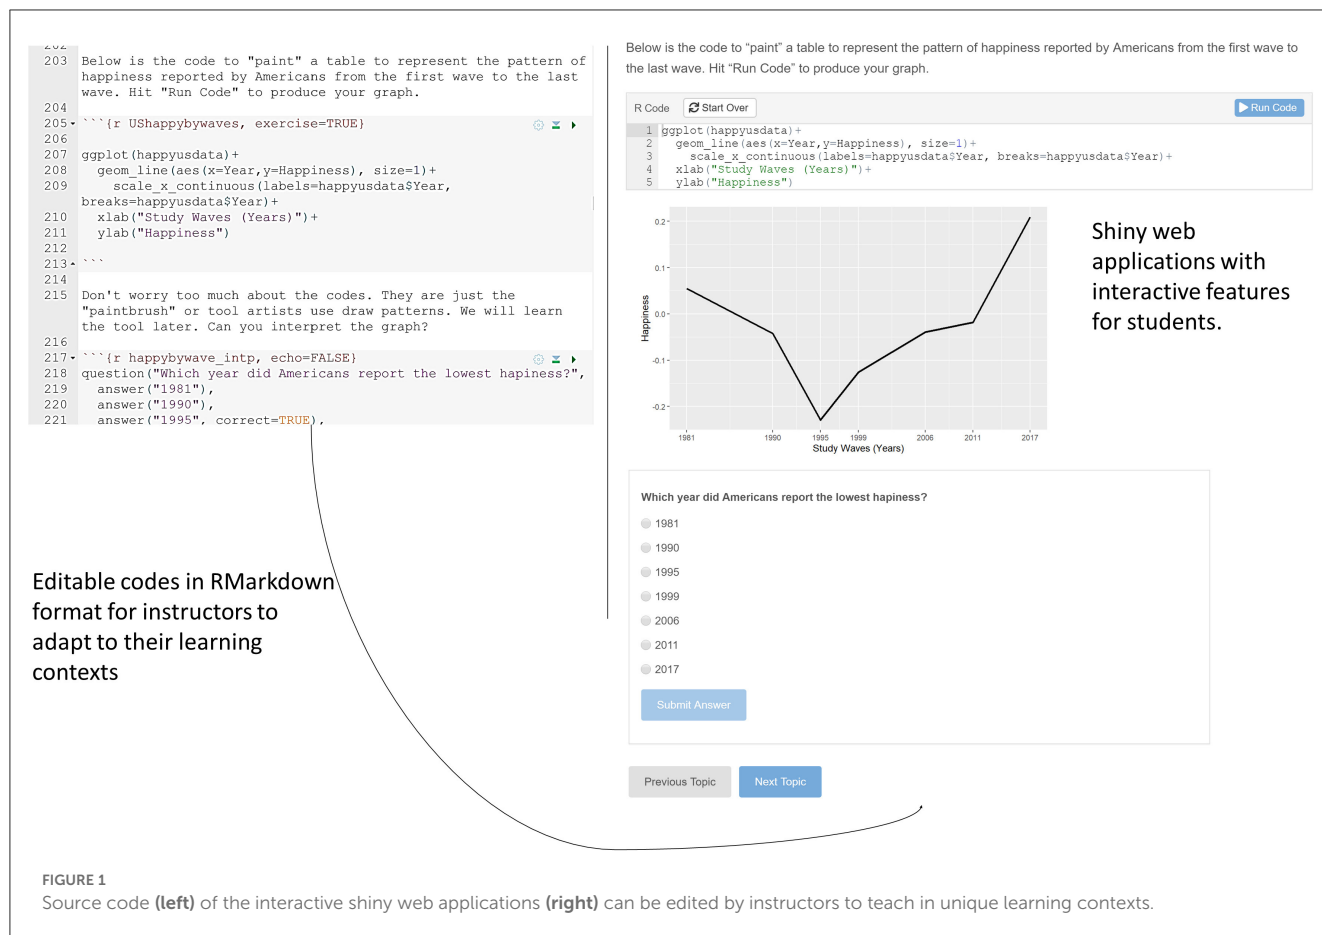 203 Below is the code to "paint" a table to represent the pattern of
happiness reported by Americans from the first wave to the last
wave. Hit "Run Code" to produce your graph.
204
205 ```{r UShappybywaves, exercise=TRUE}
206
207 ggplot(happyusdata)+
208 geom_line(aes(x=Year,y=Happiness), size=1)+
209 scale_x_continuous(labels=happyusdata$Year,
breaks=happyusdata$Year)+
210 xlab("Study Waves (Years)")+
211 ylab("Happiness")
212
213 ```
214
215 Don't worry too much about the codes. They are just the
"paintbrush" or tool artists use draw patterns. We will learn
the tool later. Can you interpret the graph?
216
217 ```{r happybywave_intp, echo=FALSE}
218 question("Which year did Americans report the lowest hapiness?",
219 answer("1981"),
220 answer("1990"),
221 answer("1995", correct=TRUE),
Editable codes in RMarkdown
format for instructors to
adapt to their learning
contexts
Below is the code to “paint” a table to represent the pattern of happiness reported by Americans from the first wave to
the last wave. Hit “Run Code” to produce your graph.
R Code Start Over Run Code
1 ggplot(happyusdata)+
2 geom_line(aes(x=Year,y=Happiness), size=1)+
3 scale_x_continuous(labels=happyusdata$Year, breaks=happyusdata$Year)+
4 xlab("Study Waves (Years)")+
5 ylab("Happiness")
0.2
0.1
0.0
-0.1
-0.2
Happiness
1981 1990 1995 1999 2006 2011 2017
Study Waves (Years)
Shiny web
applications with
interactive features
for students.
Which year did Americans report the lowest hapiness?
1981
1990
1995
1999
2006
2011
2017
Submit Answer
Previous Topic Next Topic
FIGURE 1
Source code (left) of the interactive shiny web applications (right) can be edited by instructors to teach in unique learning contexts.